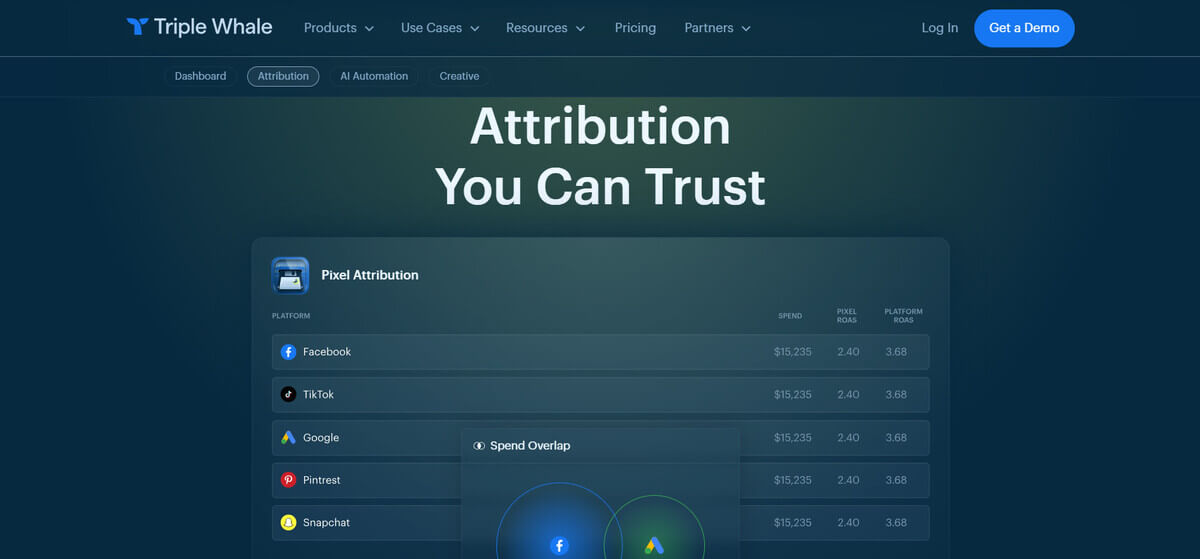 Triple Whale
Products
Use Cases
Resources
Pricing
Partners
Log In
Get a Demo
Dashboard
Attribution
AI Automation
Creative
Attribution
You Can Trust
Pixel Attribution
PLATFORM
SPEND
PIXEL
ROAS
PLATFORM
ROAS
Facebook $15,235 2.40 3.68
TikTok $15,235 2.40 3.68
Google $15,235 2.40 3.68
Pintrest $15,235 2.40 3.68
Snapchat $15,235 2.40 3.68
Spend Overlap